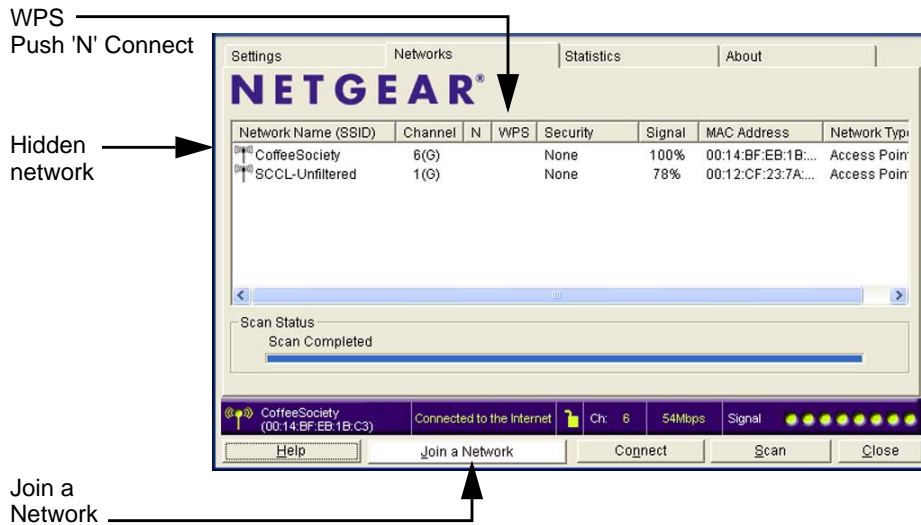 WPS
Push 'N' Connect
Settings Networks Statistics About
NETGEAR®
Hidden
network
Network Name (SSID) Channel N WPS Security Signal MAC Address Network Typ
CoffeeSociety 6(G) None 100% 00:14:BF:EB:1B:... Access Poin
SCCL-Unfiltered 1(G) None 78% 00:12:CF:23:7A:... Access Poin
Scan Status
Scan Completed
CoffeeSociety
(00:14:BF:EB:1B:C3) Connected to the Internet Ch: 6 54Mbps Signal
Help Join a Network Connect Scan Close
Join a
Network